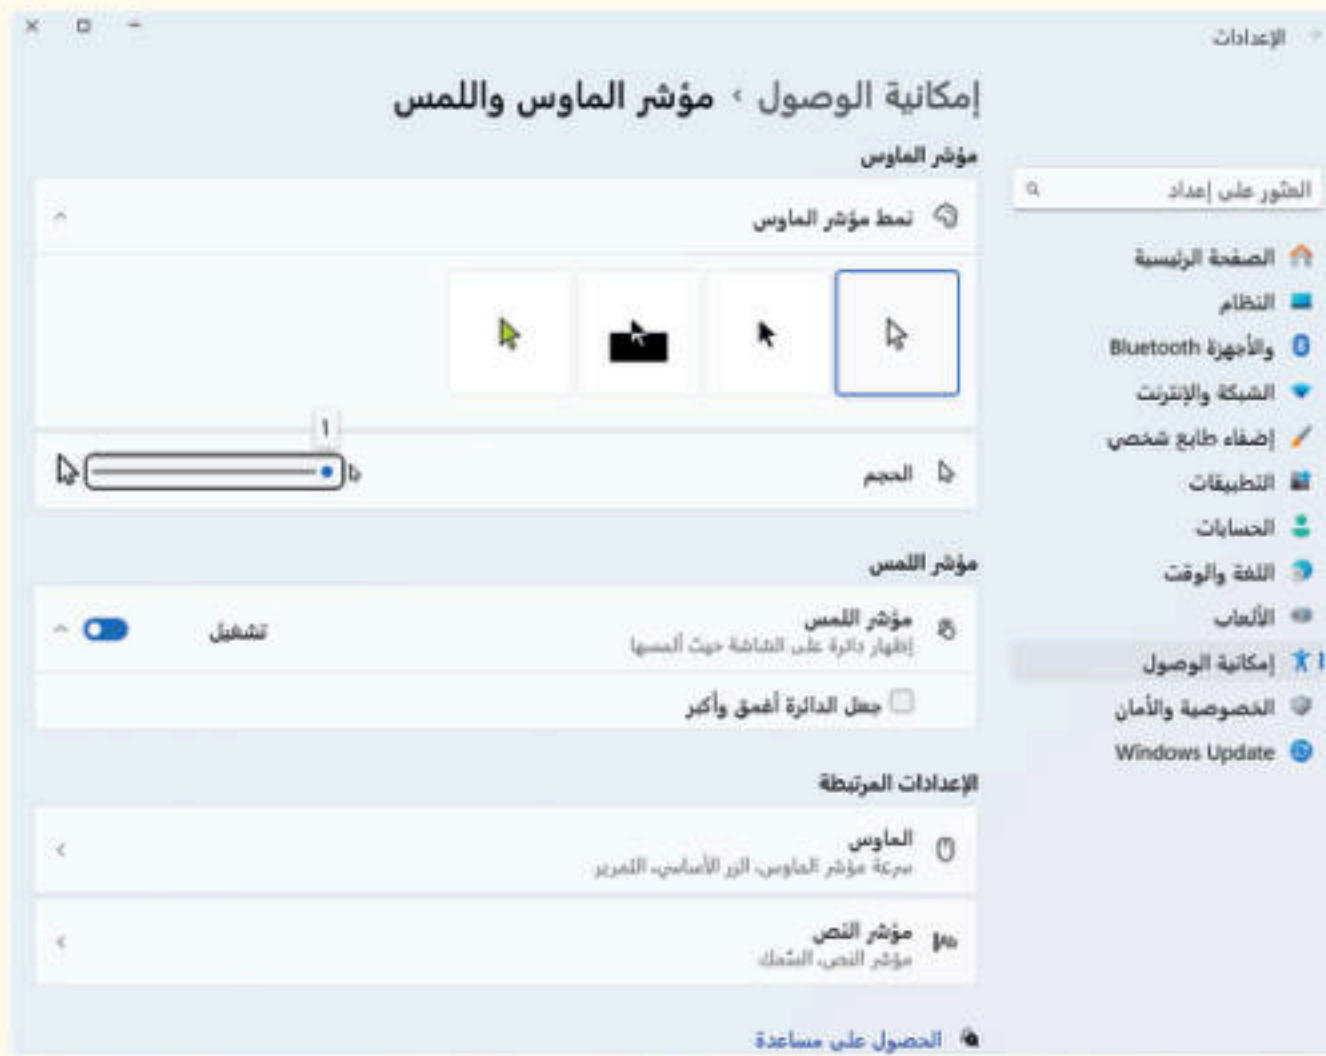 الإعدادات
إمكانية الوصول › مؤشر الماوس واللمس
العثور على إعداد
الصفحة الرئيسية
النظام
Bluetooth والأجهزة
الشبكة والإنترنت
إضفاء طابع شخصي
التطبيقات
الحسابات
اللغة والوقت
الألعاب
إمكانية الوصول
الخصوصية والأمان
Windows Update
مؤشر الماوس
نمط مؤشر الماوس
١
الحجم
مؤشر اللمس
مؤشر اللمس
تشغيل
إظهار دائرة على الشاشة حيث ألمسها
جعل الدائرة أغمق وأكبر
الإعدادات المرتبطة
الماوس
سرعة مؤشر الماوس، الزر الأساسي، التمرير
مؤشر النص
مؤشر النص، السّمك
الحصول على مساعدة